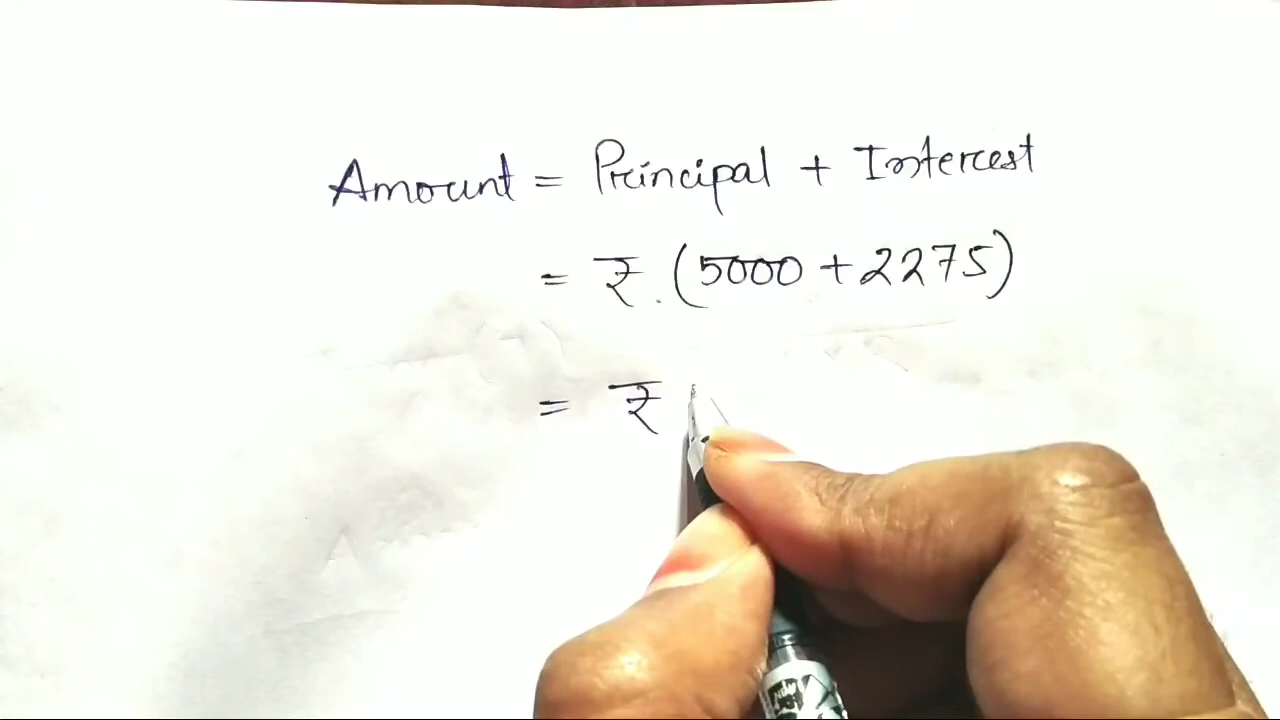 Amount = Principal + Interest
= ₹. (5000 + 2275)
= ₹